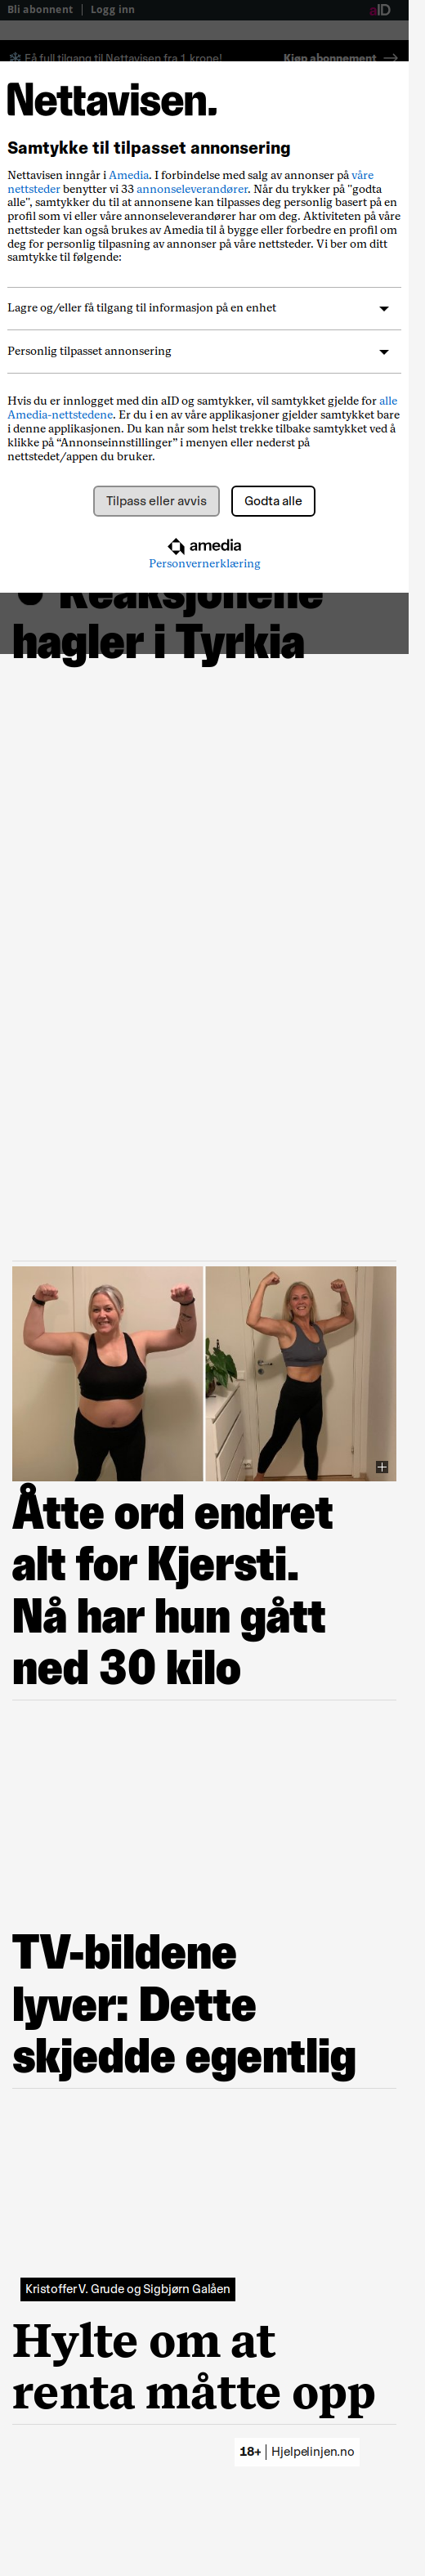 Bli abonnent | Logg inn aID
Få full tilgang til Nettavisen fra 1 krone! Kjøp abonnement
Nettavisen.
Samtykke til tilpasset annonsering
Nettavisen inngår i Amedia. I forbindelse med salg av annonser på våre
nettsteder benytter vi 33 annonseleverandører. Når du trykker på "godta
alle", samtykker du til at annonsene kan tilpasses deg personlig basert på en
profil som vi eller våre annonseleverandører har om deg. Aktiviteten på våre
nettsteder kan også brukes av Amedia til å bygge eller forbedre en profil om
deg for personlig tilpasning av annonser på våre nettsteder. Vi ber om ditt
samtykke til følgende:
Lagre og/eller få tilgang til informasjon på en enhet
Personlig tilpasset annonsering
Hvis du er innlogget med din aID og samtykker, vil samtykket gjelde for alle
Amedia-nettstedene. Er du i en av våre applikasjoner gjelder samtykket bare
i denne applikasjonen. Du kan når som helst trekke tilbake samtykket ved å
klikke på “Annonseinnstillinger” i menyen eller nederst på
nettstedet/appen du bruker.
Tilpass eller avvis Godta alle
amedia
Personvernerklæring
Reaksjonene
hagler i Tyrkia
Åtte ord endret
alt for Kjersti.
Nå har hun gått
ned 30 kilo
TV-bildene
lyver: Dette
skjedde egentlig
Kristoffer V. Grude og Sigbjørn Galåen
Hylte om at
renta måtte opp
18+ | Hjelpelinjen.no